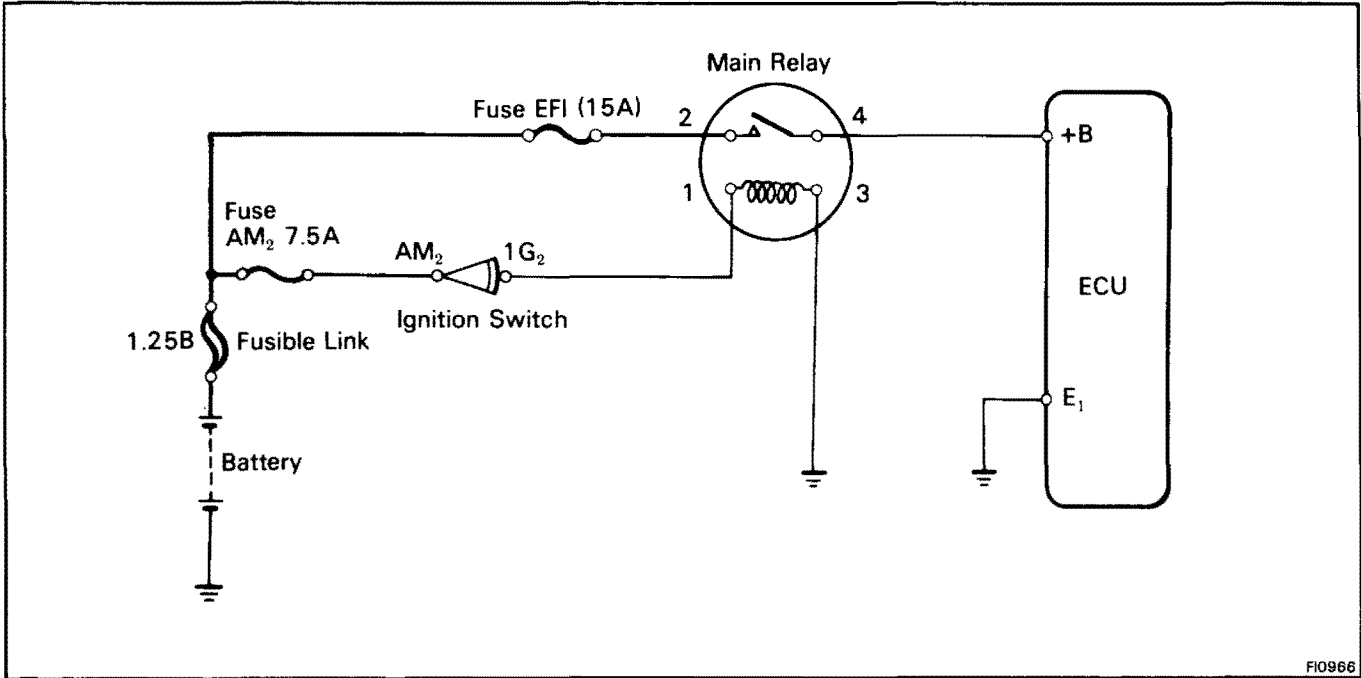 Main Relay
Fuse EFI (15A)
2
4
+B
1
3
Fuse
AM₂ 7.5A
AM₂
1G₂
Ignition Switch
ECU
1.25B
Fusible Link
E₁
Battery
FI0966